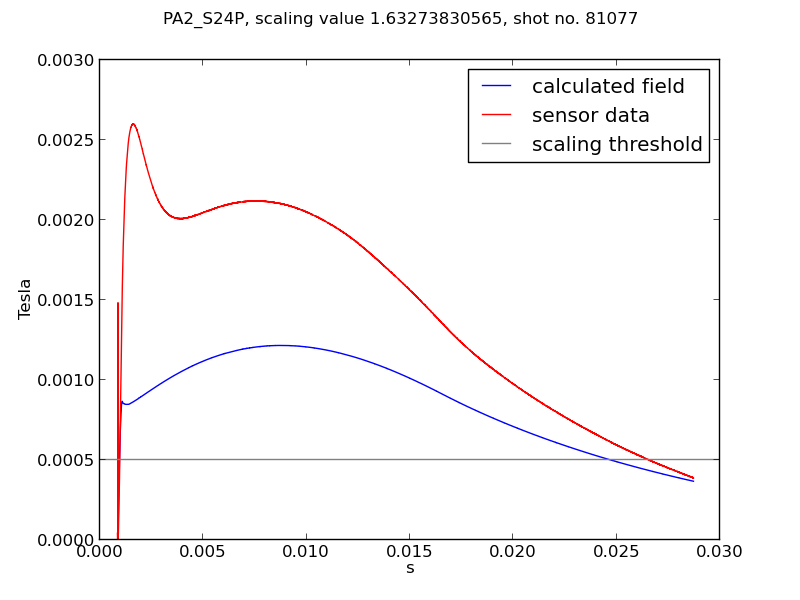 PA2_S24P, scaling value 1.63273830565, shot no. 81077
calculated field
sensor data
scaling threshold
0.0030
0.0025
0.0020
0.0015
0.0010
0.0005
0.0000
Tesla
0.000
0.005
0.010
0.015
0.020
0.025
0.030
s